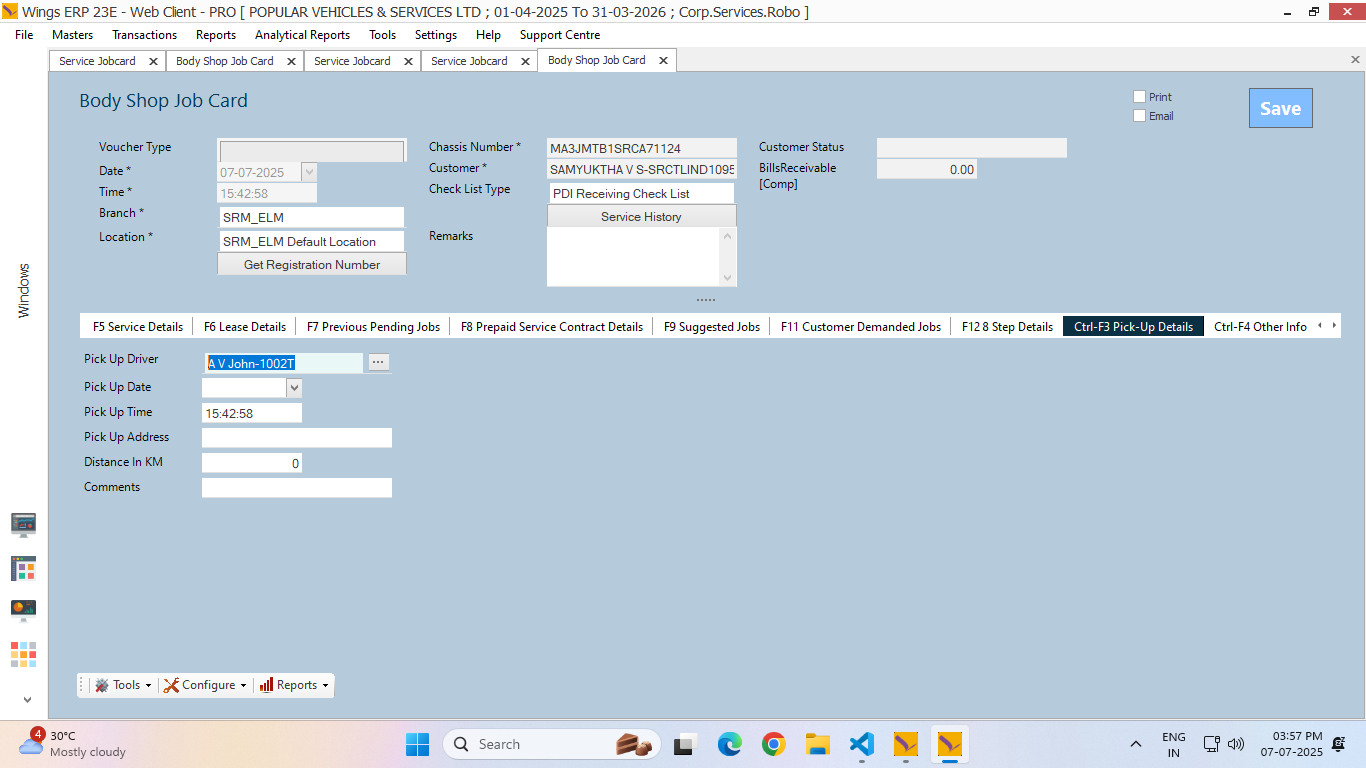 Wings ERP 23E - Web Client - PRO [ POPULAR VEHICLES & SERVICES LTD ; 01-04-2025 To 31-03-2026 ; Corp.Services.Robo ]
File Masters Transactions Reports Analytical Reports Tools Settings Help Support Centre
Service Jobcard Body Shop Job Card Service Jobcard Service Jobcard Body Shop Job Card
Body Shop Job Card
Print
Email
Save
Voucher Type
Date *
07-07-2025
Time *
15:42:58
Branch *
SRM_ELM
Location *
SRM_ELM Default Location
Get Registration Number
Chassis Number *
MA3JMTB1SRCA71124
Customer *
SAMYUKTHA V S-SRCTLIND1095
Check List Type
PDI Receiving Check List
Service History
Remarks
Customer Status
BillsReceivable
[Comp]
0.00
Windows
F5 Service Details F6 Lease Details F7 Previous Pending Jobs F8 Prepaid Service Contract Details F9 Suggested Jobs F11 Customer Demanded Jobs F12 8 Step Details Ctrl-F3 Pick-Up Details Ctrl-F4 Other Info
Pick Up Driver
A V John-1002T
Pick Up Date
Pick Up Time
15:42:58
Pick Up Address
Distance In KM
0
Comments
Tools Configure Reports
4
30°C
Mostly cloudy
Search
ENG
IN
03:57 PM
07-07-2025